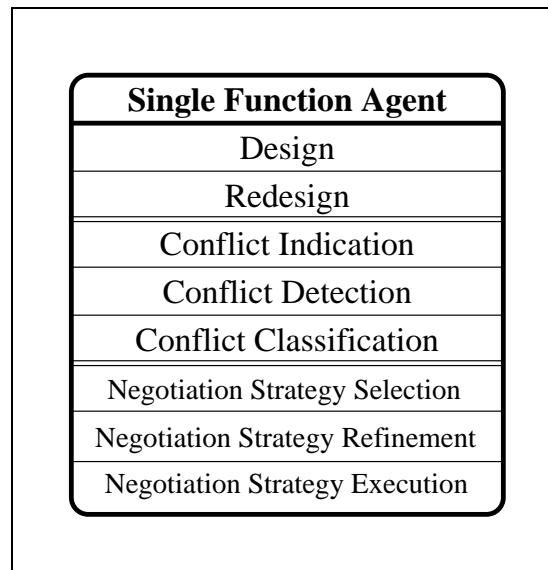 Single Function Agent
Design
Redesign
Conflict Indication
Conflict Detection
Conflict Classification
Negotiation Strategy Selection
Negotiation Strategy Refinement
Negotiation Strategy Execution